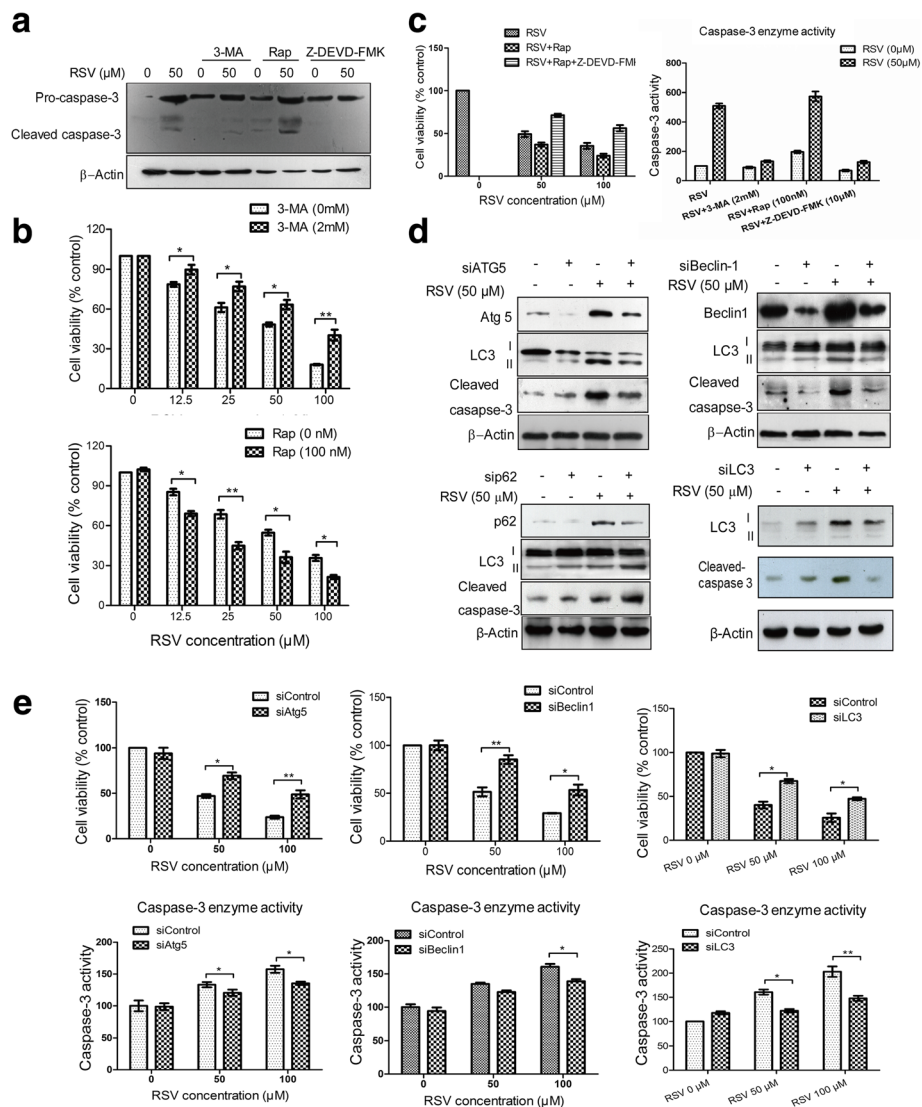 a
3-MA Rap Z-DEVD-FMK
RSV (µM) 0 50 0 50 0 50 0 50
Pro-caspase-3
Cleaved caspase-3
β-Actin
b
3-MA (0mM)
3-MA (2mM)
Cell viability (% control)
120
90
60
30
0
* * * **
0 12.5 25 50 100
Rap (0 nM)
Rap (100 nM)
Cell viability (% control)
120
90
60
30
0
* ** * *
0 12.5 25 50 100
RSV concentration (µM)
c
RSV
RSV+Rap
RSV+Rap+Z-DEVD-FMK
Cell viability (% control)
150
100
50
0
0 50 100
RSV concentration (µM)
Caspase-3 enzyme activity
RSV (0µM)
RSV (50µM)
Caspase-3 activity
800
600
400
200
0
RSV
RSV+3-MA (2mM)
RSV+Rap (100nM)
RSV+Z-DEVD-FMK (10µM)
d
siATG5 - + - +
RSV (50 µM) - - + +
Atg 5
LC3 I
II
Cleaved
casapse-3
β-Actin
siBeclin-1 - + - +
RSV (50 µM) - - + +
Beclin1
LC3 I
II
Cleaved
casapse-3
β-Actin
sip62 - + - +
RSV (50 µM) - - + +
p62
LC3 I
II
Cleaved
caspase-3
β-Actin
siLC3 - + - +
RSV (50 µM) - - + +
LC3 I
II
Cleaved-
caspase 3
β-Actin
e
siControl
siAtg5
Cell viability (% control)
150
100
50
0
* **
0 50 100
RSV concentration (µM)
siControl
siBeclin1
Cell viability (% control)
150
100
50
0
** *
0 50 100
RSV concentration (µM)
siControl
siLC3
Cell viability (% control)
150
100
50
0
* *
RSV 0 µM RSV 50 µM RSV 100 µM
Caspase-3 enzyme activity
siControl
siAtg5
Caspase-3 activity
200
150
100
50
0
* *
0 50 100
RSV concentration (µM)
Caspase-3 enzyme activity
siControl
siBeclin1
Caspase-3 activity
200
150
100
50
0
*
0 50 100
RSV concentration (µM)
Caspase-3 enzyme activity
siControl
siLC3
Caspase-3 activity
250
200
150
100
50
0
* **
RSV 0 µM RSV 50 µM RSV 100 µM